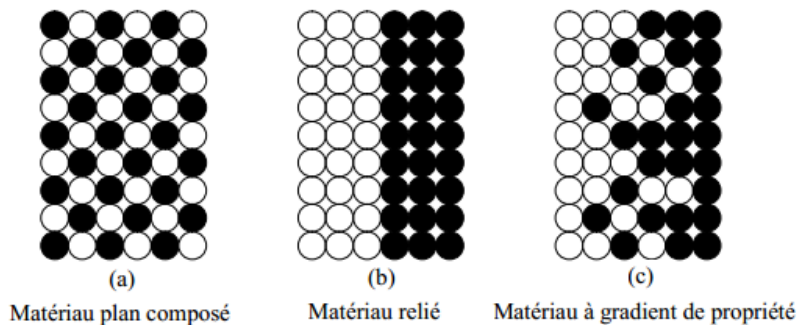 (a)
(b)
(c)
Matériau plan composé
Matériau relié
Matériau à gradient de propriété